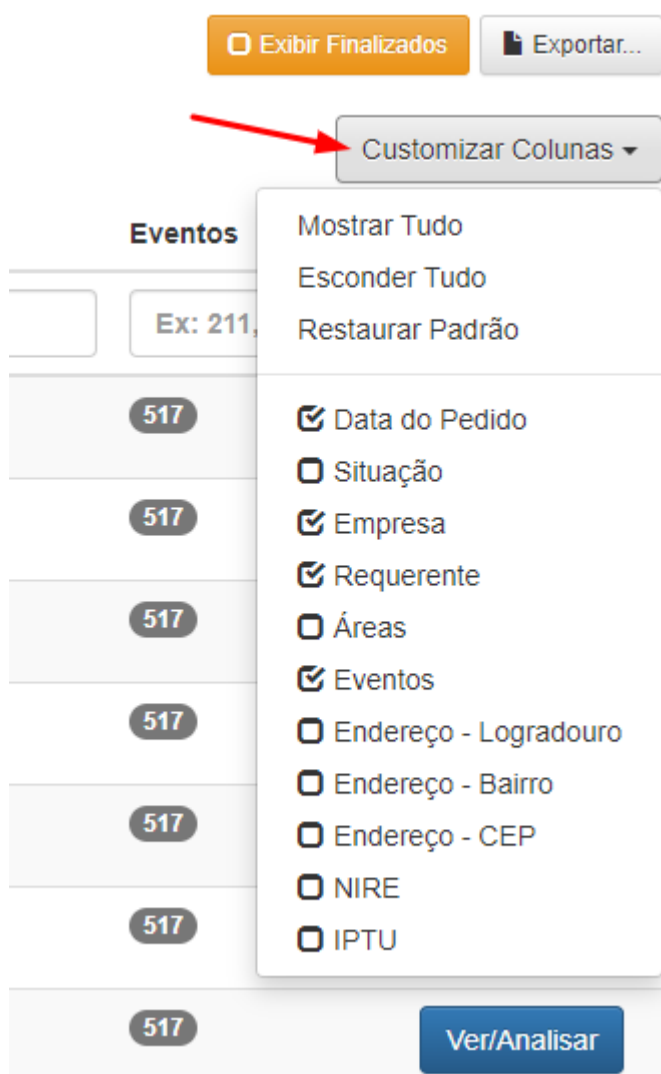 Exibir Finalizados
Exportar...
Customizar Colunas
Eventos
Ex: 211,
Mostrar Tudo
Esconder Tudo
Restaurar Padrão
Data do Pedido
Situação
Empresa
Requerente
Áreas
Eventos
Endereço - Logradouro
Endereço - Bairro
Endereço - CEP
NIRE
IPTU
517
517
517
517
517
517
517
Ver/Analisar